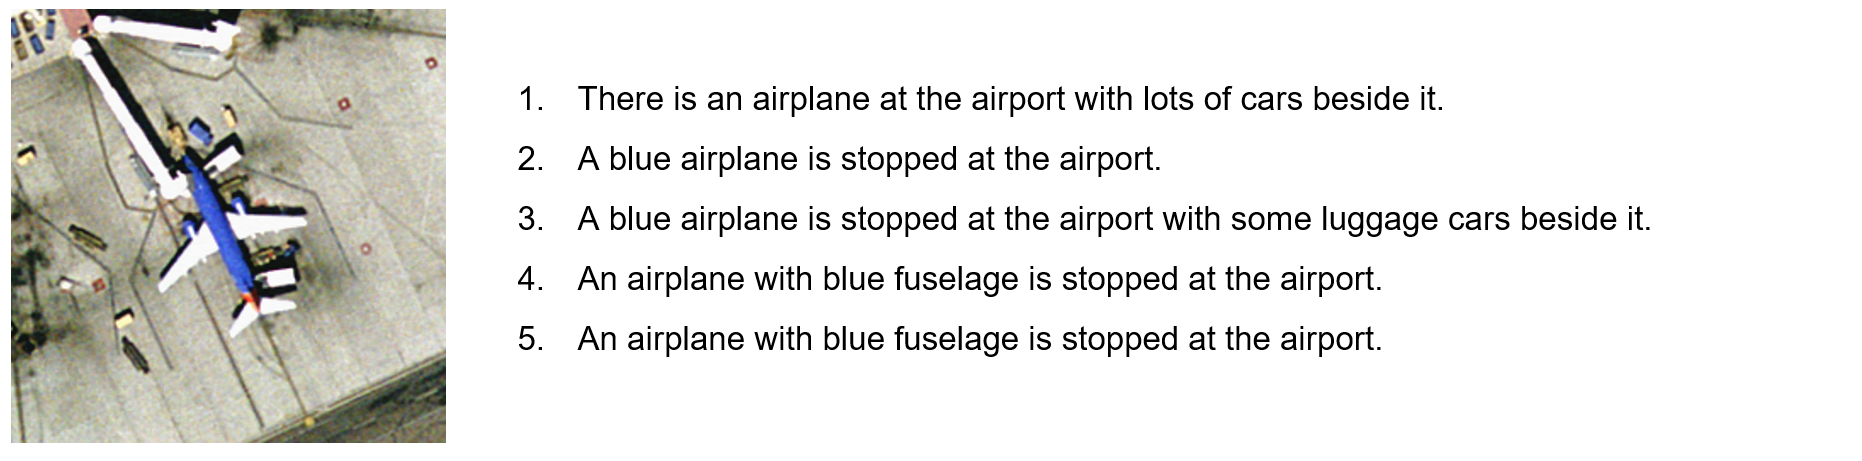 1. There is an airplane at the airport with lots of cars beside it.
2. A blue airplane is stopped at the airport.
3. A blue airplane is stopped at the airport with some luggage cars beside it.
4. An airplane with blue fuselage is stopped at the airport.
5. An airplane with blue fuselage is stopped at the airport.